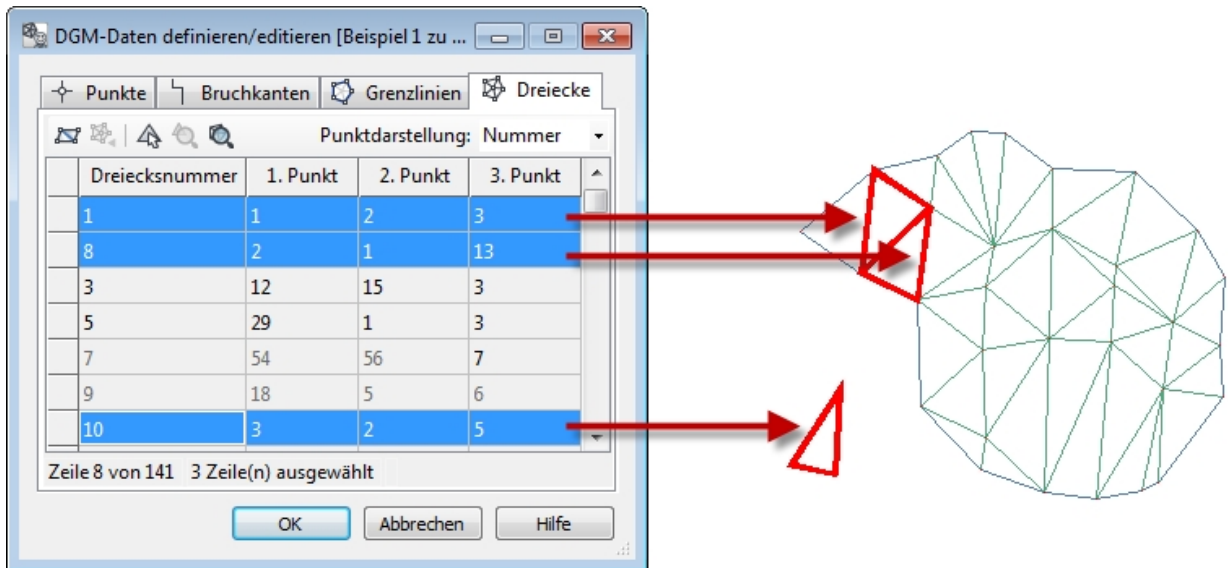 DGM-Daten definieren/editieren [Beispiel 1 zu ...
Punkte Bruchkanten Grenzlinien Dreiecke
Punktdarstellung: Nummer
Dreiecksnummer 1. Punkt 2. Punkt 3. Punkt
1 1 2 3
8 2 1 13
3 12 15 3
5 29 1 3
7 54 56 7
9 18 5 6
10 3 2 5
Zeile 8 von 141 3 Zeile(n) ausgewählt
OK Abbrechen Hilfe